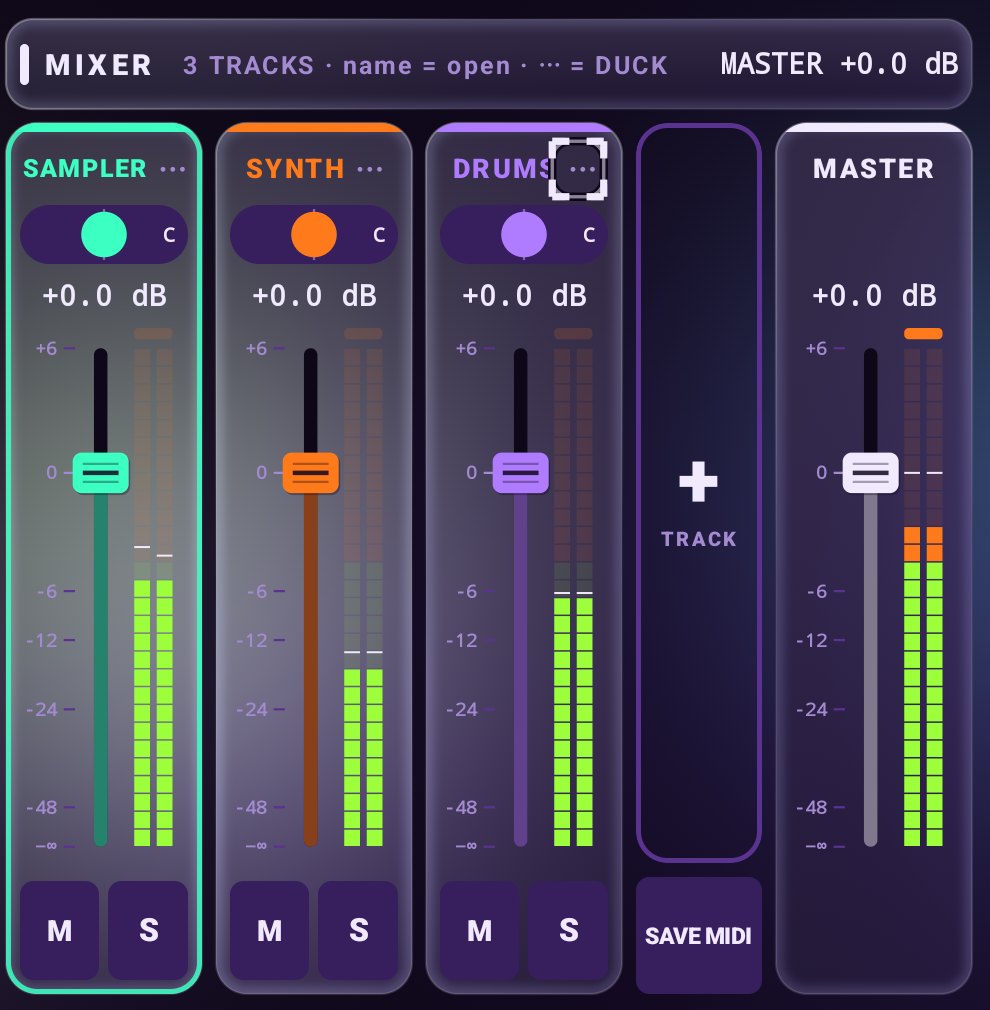 MIXER 3 TRACKS · name = open · ··· = DUCK MASTER +0.0 dB
SAMPLER ··· SYNTH ··· DRUMS ··· MASTER
C C C
+0.0 dB +0.0 dB +0.0 dB +0.0 dB
+6 +6 +6 +6
0 0 0 0
TRACK
-6 -6 -6 -6
-12 -12 -12 -12
-24 -24 -24 -24
-48 -48 -48 -48
-∞ -∞ -∞ -∞
M S M S M S SAVE MIDI